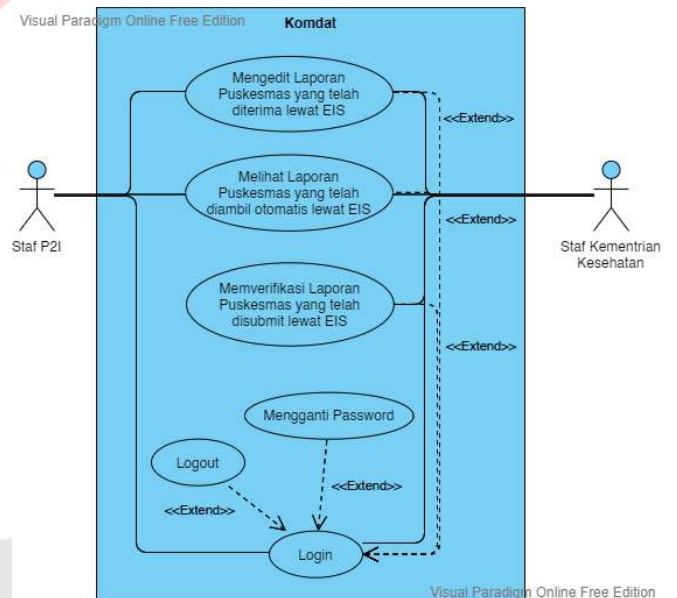 Visual Paradigm Online Free Edition
Komdat
Mengedit Laporan
Puskesmas yang telah
diterima lewat EIS
<<Extend>>
Melihat Laporan
Puskesmas yang telah
diambil otomatis lewat EIS
<<Extend>>
Staf P2I
Staf Kementrian
Kesehatan
Memverifikasi Laporan
Puskesmas yang telah
disubmit lewat EIS
<<Extend>>
Mengganti Password
Logout
<<Extend>>
<<Extend>>
Login
Visual Paradigm Online Free Edition